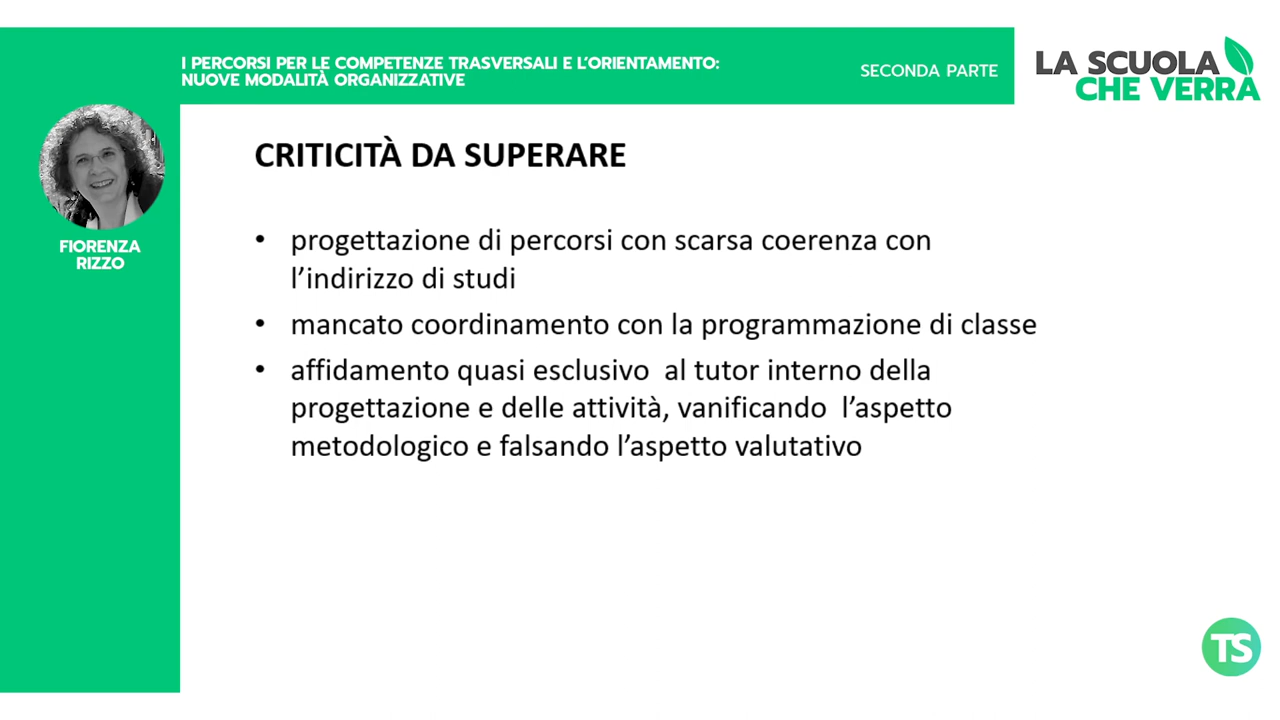 I PERCORSI PER LE COMPETENZE TRASVERSALI E L'ORIENTAMENTO:
NUOVE MODALITÀ ORGANIZZATIVE
SECONDA PARTE
LA SCUOLA
CHE VERRÀ
FIORENZA
RIZZO
CRITICITÀ DA SUPERARE
• progettazione di percorsi con scarsa coerenza con
l'indirizzo di studi
• mancato coordinamento con la programmazione di classe
• affidamento quasi esclusivo al tutor interno della
progettazione e delle attività, vanificando l'aspetto
metodologico e falsando l'aspetto valutativo
TS